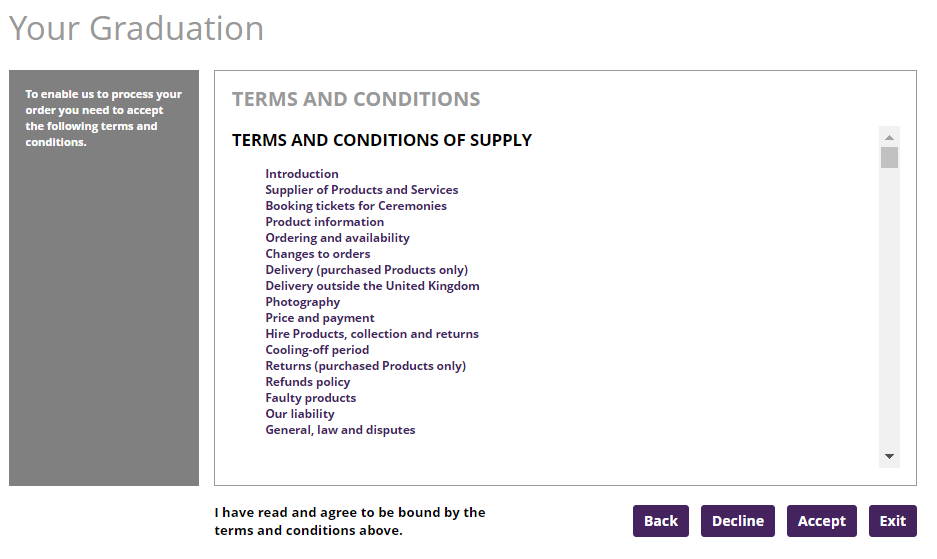 Your Graduation
To enable us to process your
order you need to accept
the following terms and
conditions.
TERMS AND CONDITIONS
TERMS AND CONDITIONS OF SUPPLY
Introduction
Supplier of Products and Services
Booking tickets for Ceremonies
Product information
Ordering and availability
Changes to orders
Delivery (purchased Products only)
Delivery outside the United Kingdom
Photography
Price and payment
Hire Products, collection and returns
Cooling-off period
Returns (purchased Products only)
Refunds policy
Faulty products
Our liability
General, law and disputes
I have read and agree to be bound by the
terms and conditions above.
Back Decline Accept Exit